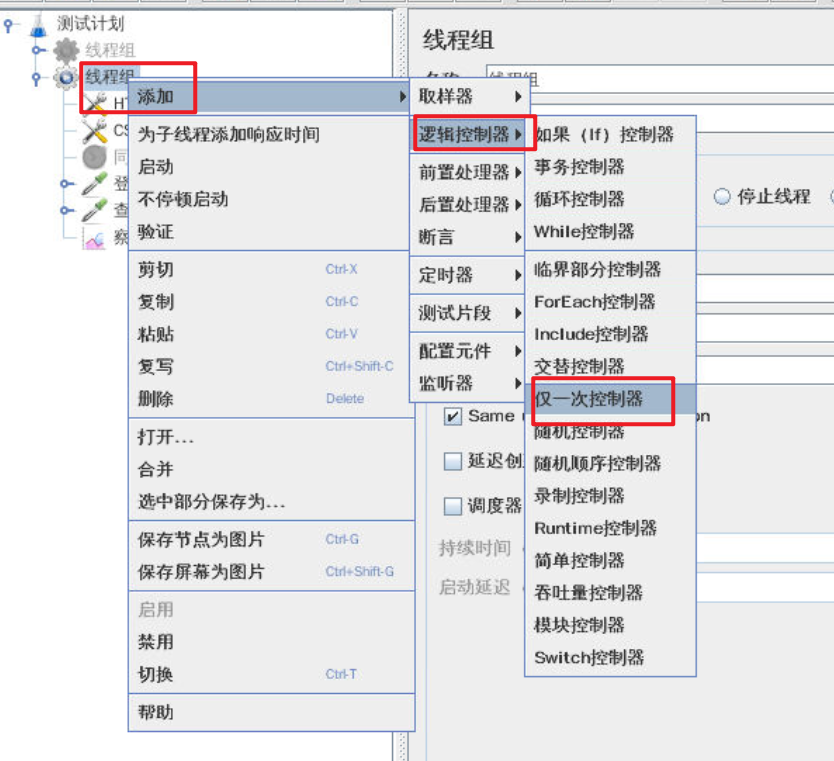 测试计划
线程组
线程组
线程组
名称
线程组
停止线程
添加
为子线程添加响应时间
启动
不停顿启动
验证
剪切 Ctrl-X
复制 Ctrl-C
粘贴 Ctrl-V
复写 Ctrl+Shift-C
删除 Delete
打开...
合并
选中部分保存为...
保存节点为图片 Ctrl-G
保存屏幕为图片 Ctrl+Shift-G
启用
禁用
切换 Ctrl-T
帮助
取样器
逻辑控制器
前置处理器
后置处理器
断言
定时器
测试片段
配置元件
监听器
如果（If）控制器
事务控制器
循环控制器
While控制器
临界部分控制器
ForEach控制器
Include控制器
交替控制器
仅一次控制器
随机控制器
随机顺序控制器
录制控制器
Runtime控制器
简单控制器
吞吐量控制器
模块控制器
Switch控制器
Same
延迟创
调度器
持续时间
启动延迟